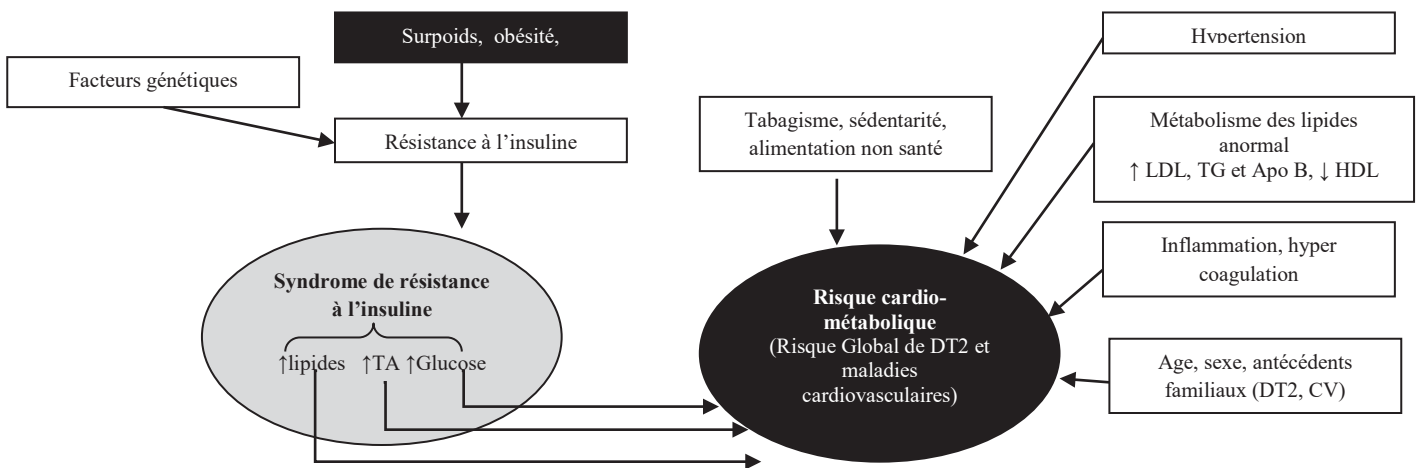 Surpoids, obésité,
Facteurs génétiques
Résistance à l'insuline
Syndrome de résistance
à l'insuline
↑lipides ↑TA ↑Glucose
Tabagisme, sédentarité,
alimentation non santé
Risque cardio-
métabolique
(Risque Global de DT2 et
maladies
cardiovasculaires)
Hypertension
Métabolisme des lipides
anormal
↑ LDL, TG et Apo B, ↓ HDL
Inflammation, hyper
coagulation
Age, sexe, antécédents
familiaux (DT2, CV)